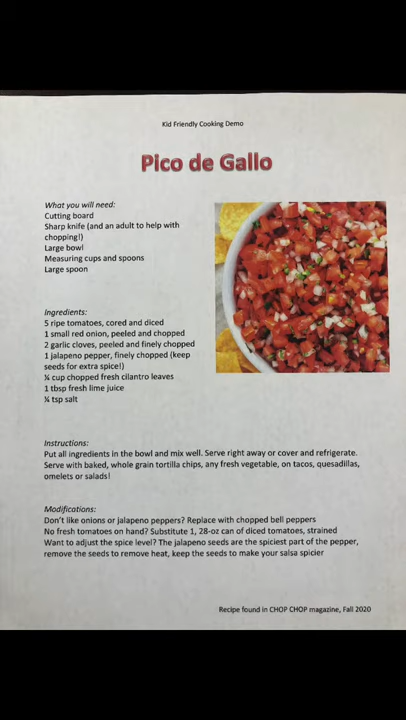 Kid Friendly Cooking Demo
Pico de Gallo
What you will need:
Cutting board
Sharp knife (and an adult to help with
chopping!)
Large bowl
Measuring cups and spoons
Large spoon
Ingredients:
5 ripe tomatoes, cored and diced
1 small red onion, peeled and chopped
2 garlic cloves, peeled and finely chopped
1 jalapeno pepper, finely chopped (keep
seeds for extra spice!)
¼ cup chopped fresh cilantro leaves
1 tbsp fresh lime juice
¼ tsp salt
Instructions:
Put all ingredients in the bowl and mix well. Serve right away or cover and refrigerate.
Serve with baked, whole grain tortilla chips, any fresh vegetable, on tacos, quesadillas,
omelets or salads!
Modifications:
Don't like onions or jalapeno peppers? Replace with chopped bell peppers
No fresh tomatoes on hand? Substitute 1, 28-oz can of diced tomatoes, strained
Want to adjust the spice level? The jalapeno seeds are the spiciest part of the pepper,
remove the seeds to remove heat, keep the seeds to make your salsa spicier
Recipe found in CHOP CHOP magazine, Fall 2020